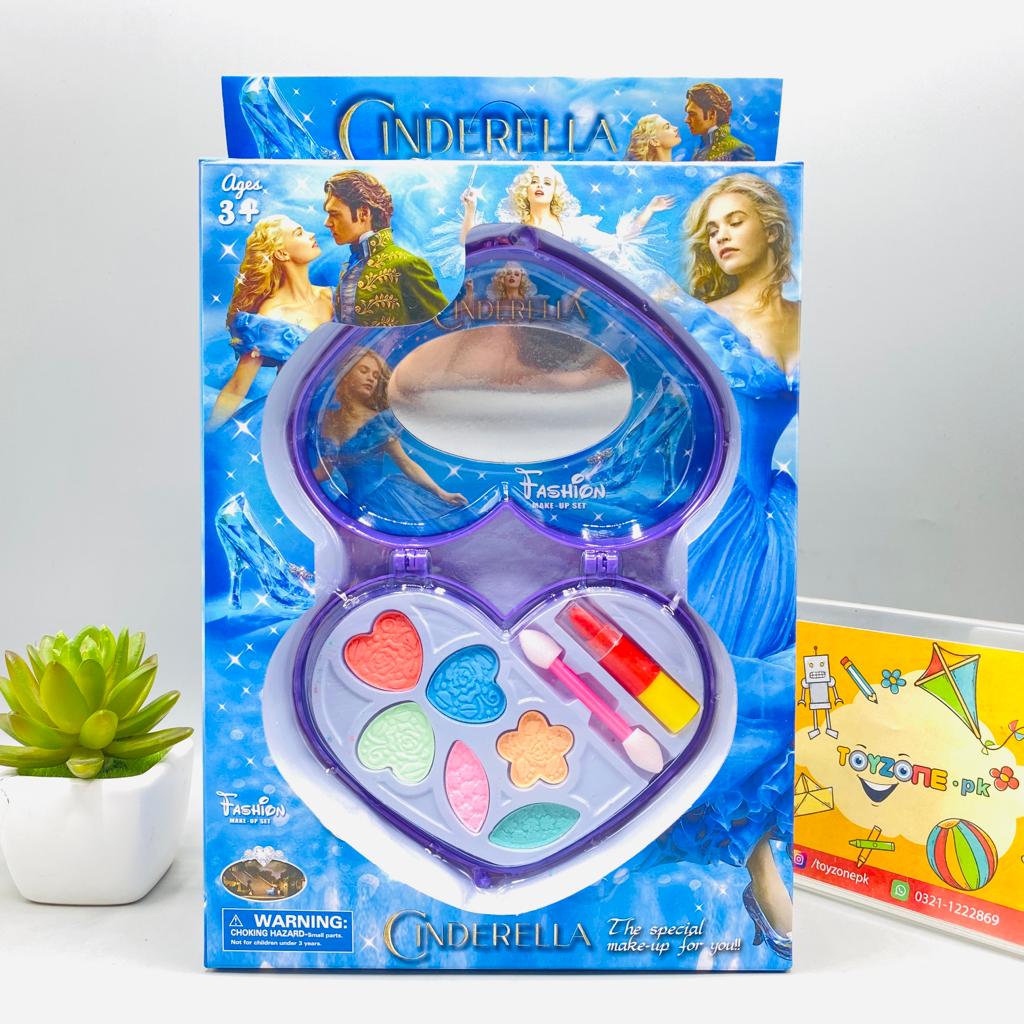 CINDERELLA
Ages
3+
CINDERELLA
FASHION
MAKE-UP SET
FASHION
MAKE-UP SET
WARNING:
CHOKING HAZARD-Small parts.
Not for children under 3 years.
CINDERELLA
The special
make-up for you!!
TOYZONE.pk
/toyzonepk
0321-1222869